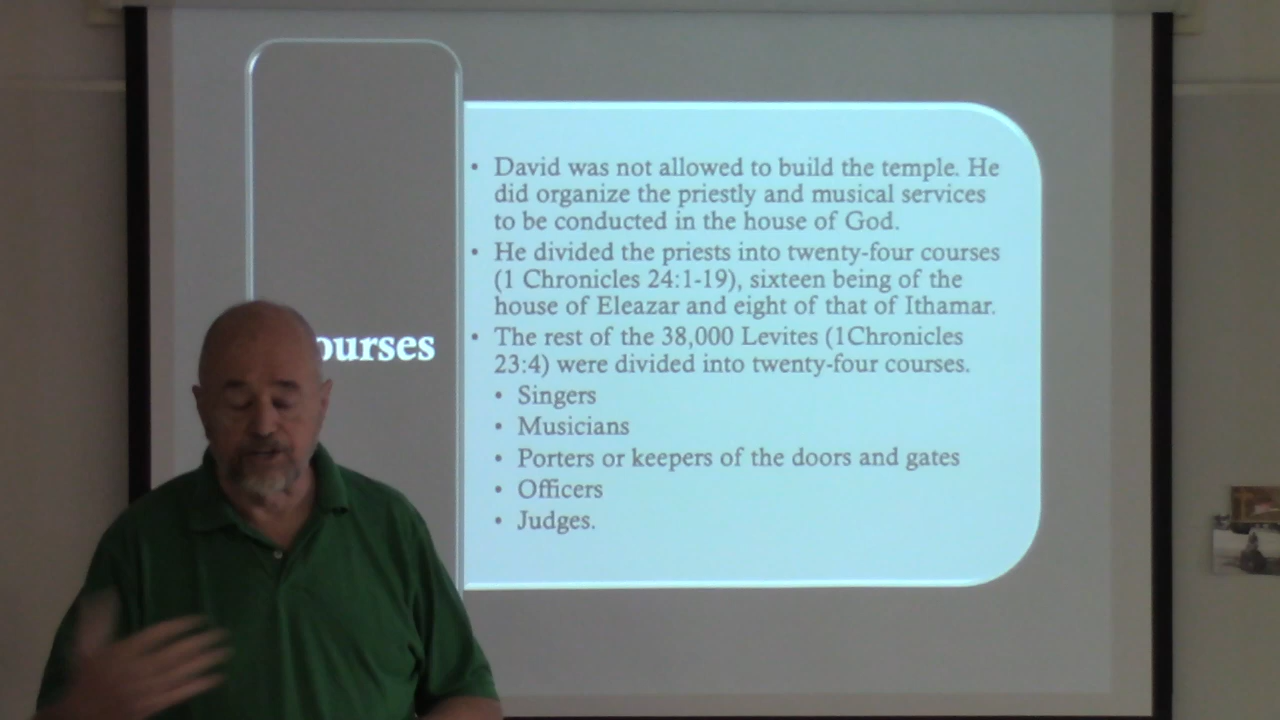 ourses
• David was not allowed to build the temple. He
did organize the priestly and musical services
to be conducted in the house of God.
• He divided the priests into twenty-four courses
(1 Chronicles 24:1-19), sixteen being of the
house of Eleazar and eight of that of Ithamar.
• The rest of the 38,000 Levites (1Chronicles
23:4) were divided into twenty-four courses.
• Singers
• Musicians
• Porters or keepers of the doors and gates
• Officers
• Judges.